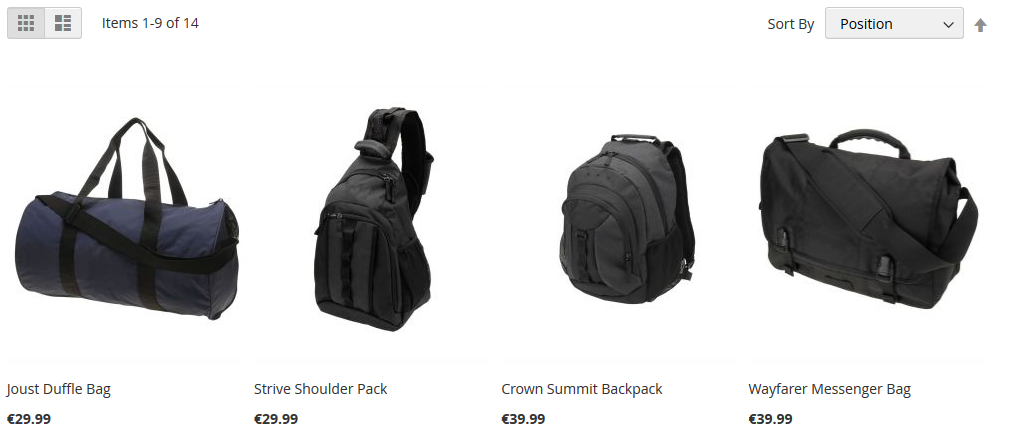 Items 1-9 of 14
Sort By Position
Joust Duffle Bag
€29.99
Strive Shoulder Pack
€29.99
Crown Summit Backpack
€39.99
Wayfarer Messenger Bag
€39.99